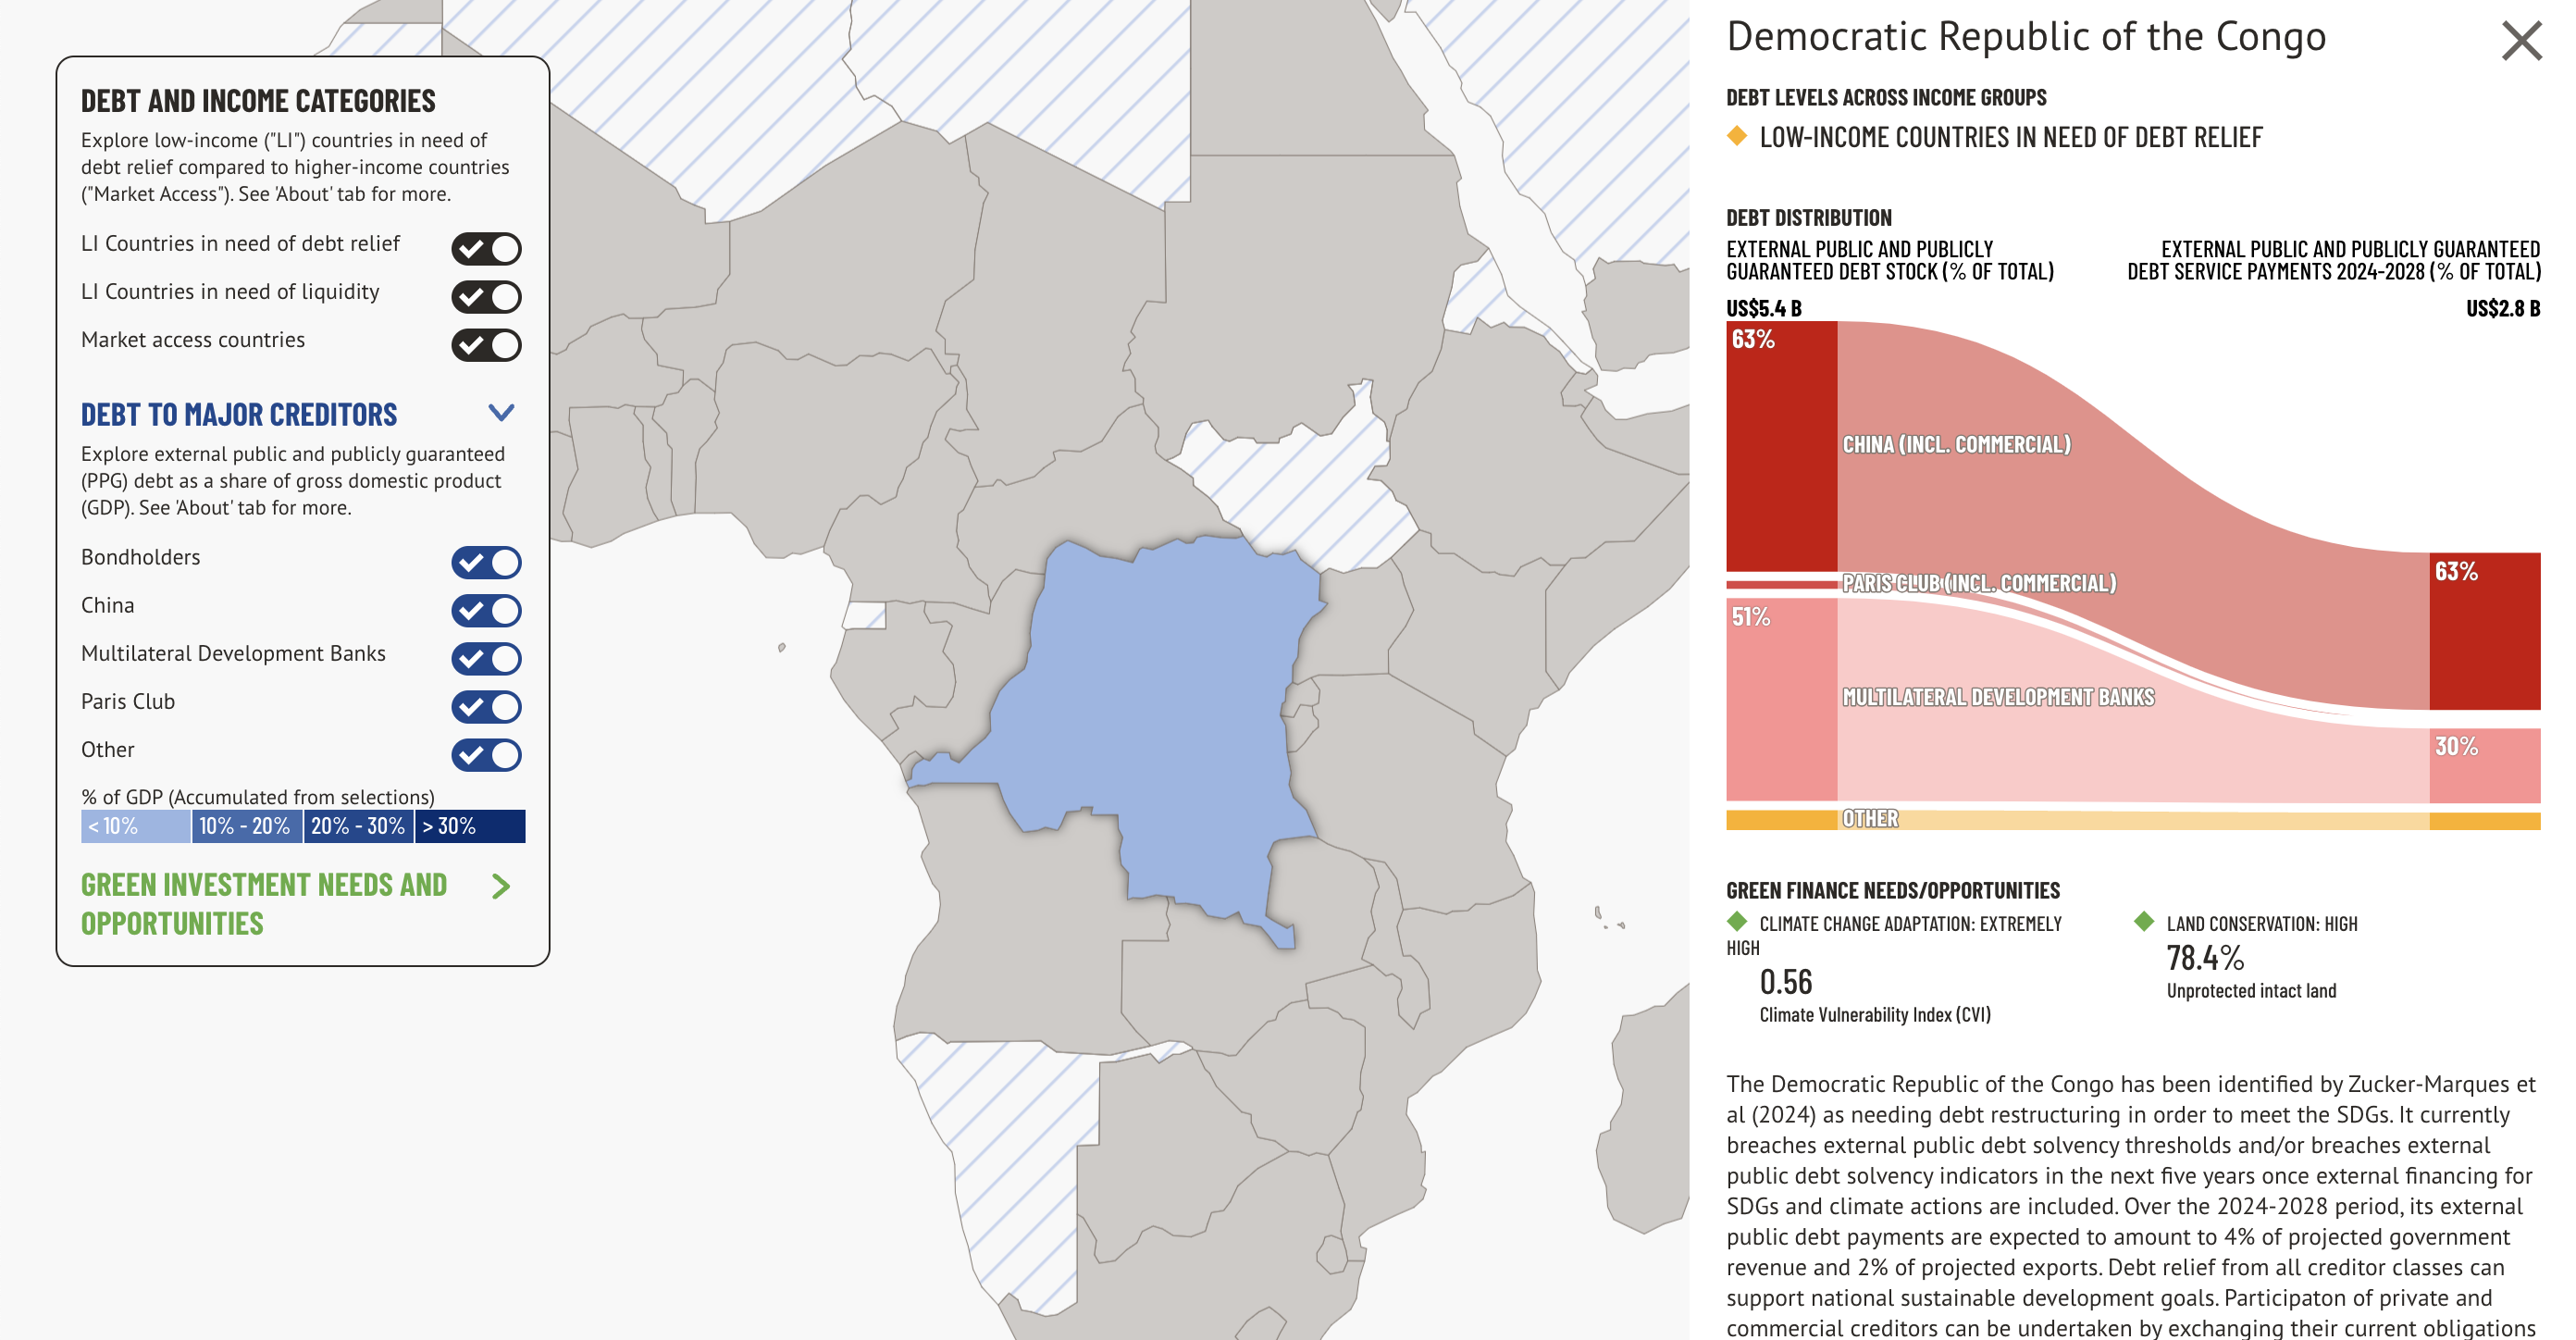 DEBT AND INCOME CATEGORIES
Explore low-income ("LI") countries in need of
debt relief compared to higher-income countries
("Market Access"). See 'About' tab for more.
LI Countries in need of debt relief
LI Countries in need of liquidity
Market access countries
DEBT TO MAJOR CREDITORS
Explore external public and publicly guaranteed
(PPG) debt as a share of gross domestic product
(GDP). See 'About' tab for more.
Bondholders
China
Multilateral Development Banks
Paris Club
Other
% of GDP (Accumulated from selections)
< 10% 10% - 20% 20% - 30% > 30%
GREEN INVESTMENT NEEDS AND
OPPORTUNITIES
Democratic Republic of the Congo
DEBT LEVELS ACROSS INCOME GROUPS
LOW-INCOME COUNTRIES IN NEED OF DEBT RELIEF
DEBT DISTRIBUTION
EXTERNAL PUBLIC AND PUBLICLY
GUARANTEED DEBT STOCK (% OF TOTAL)
US$5.4 B
EXTERNAL PUBLIC AND PUBLICLY GUARANTEED
DEBT SERVICE PAYMENTS 2024-2028 (% OF TOTAL)
US$2.8 B
63%
CHINA (INCL. COMMERCIAL)
63%
PARIS CLUB (INCL. COMMERCIAL)
51%
MULTILATERAL DEVELOPMENT BANKS
30%
OTHER
GREEN FINANCE NEEDS/OPPORTUNITIES
CLIMATE CHANGE ADAPTATION: EXTREMELY
HIGH
0.56
Climate Vulnerability Index (CVI)
LAND CONSERVATION: HIGH
78.4%
Unprotected intact land
The Democratic Republic of the Congo has been identified by Zucker-Marques et
al (2024) as needing debt restructuring in order to meet the SDGs. It currently
breaches external public debt solvency thresholds and/or breaches external
public debt solvency indicators in the next five years once external financing for
SDGs and climate actions are included. Over the 2024-2028 period, its external
public debt payments are expected to amount to 4% of projected government
revenue and 2% of projected exports. Debt relief from all creditor classes can
support national sustainable development goals. Participaton of private and
commercial creditors can be undertaken by exchanging their current obligations